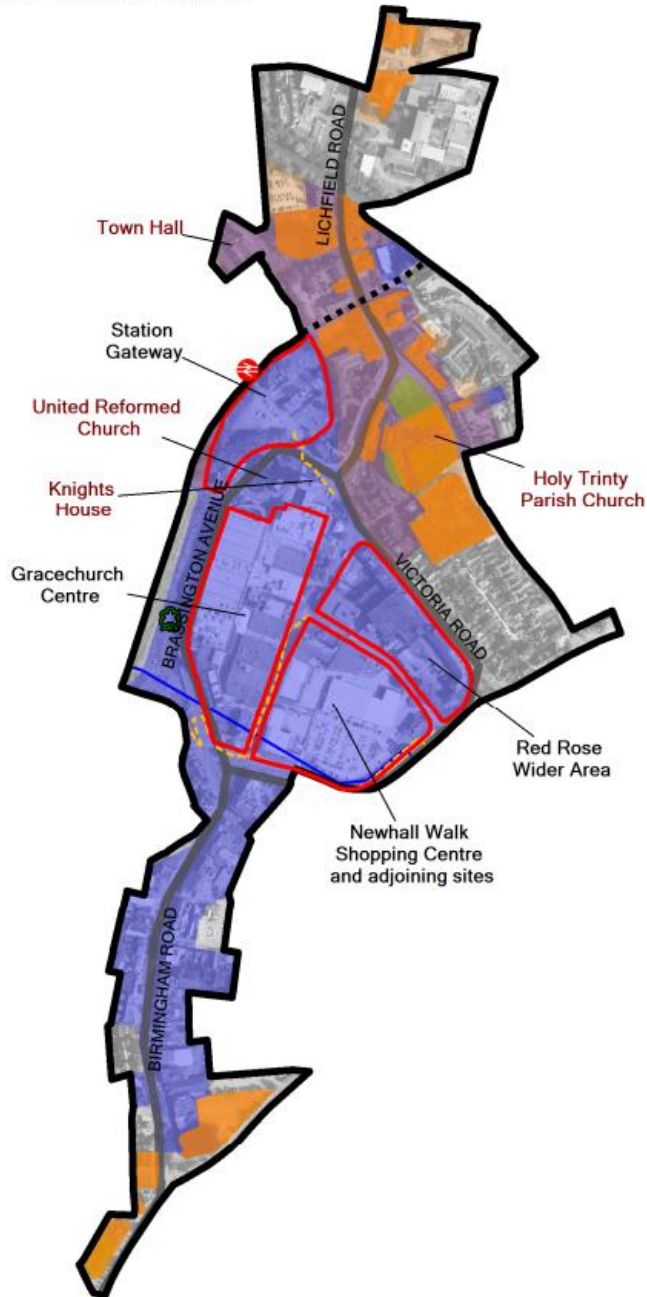 LICHFIELD ROAD
Town Hall
Station
Gateway
United Reformed
Church
Knights
House
Holy Trinty
Parish Church
BRASSINGTON AVENUE
Gracechurch
Centre
VICTORIA ROAD
Red Rose
Wider Area
Newhall Walk
Shopping Centre
and adjoining sites
BIRMINGHAM ROAD